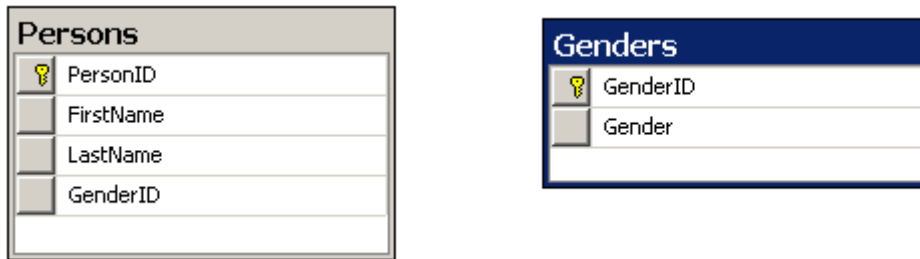 Persons
PersonID
FirstName
LastName
GenderID
Genders
GenderID
Gender